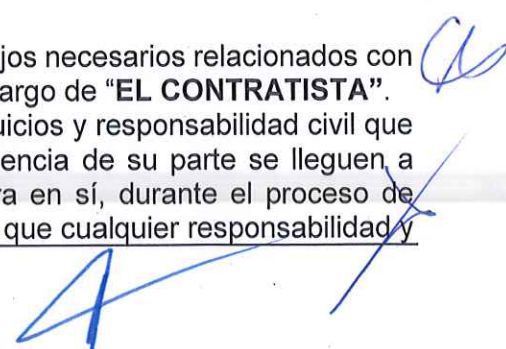 jos necesarios relacionados con
argo de “EL CONTRATISTA”.
uicios y responsabilidad civil que
encia de su parte se lleguen a
ra en sí, durante el proceso de
que cualquier responsabilidad y